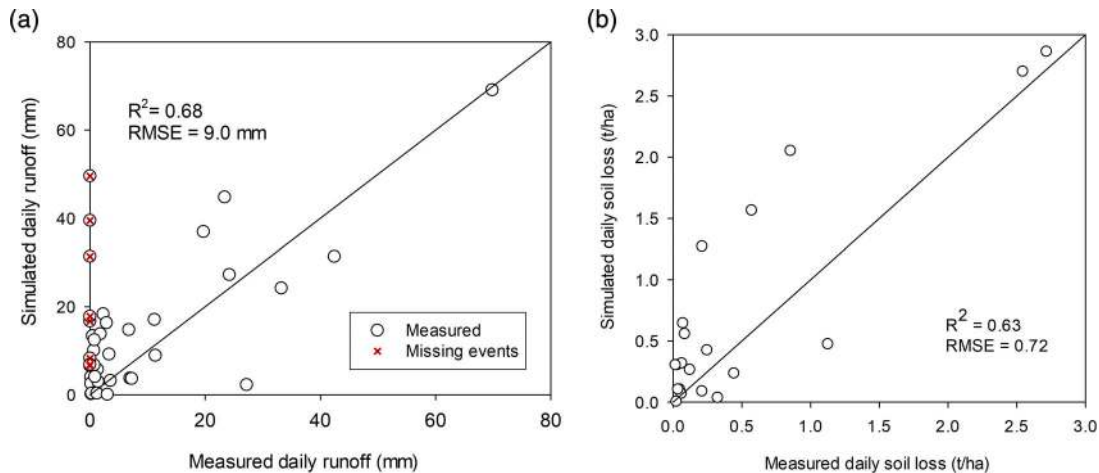 (a)
80
60
40
20
0
0
20
40
60
80
Simulated daily runoff (mm)
Measured daily runoff (mm)
R² = 0.68
RMSE = 9.0 mm
Measured
Missing events
(b)
3.0
2.5
2.0
1.5
1.0
0.5
0.0
0.0
0.5
1.0
1.5
2.0
2.5
3.0
Simulated daily soil loss (t/ha)
Measured daily soil loss (t/ha)
R² = 0.63
RMSE = 0.72